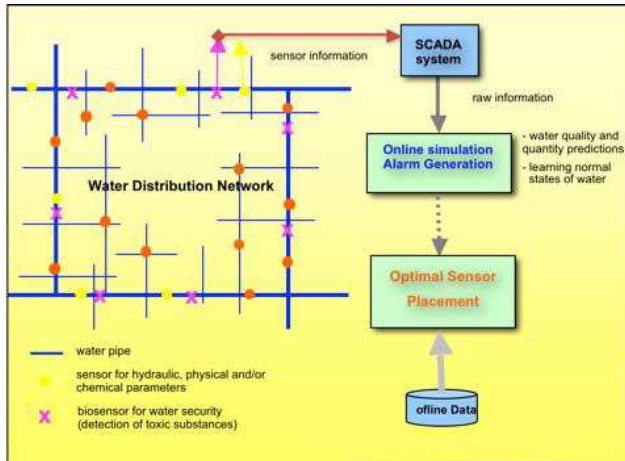 sensor information
SCADA
system
raw information
Online simulation
Alarm Generation
- water quality and
quantity predictions
- learning normal
states of water
Water Distribution Network
Optimal Sensor
Placement
water pipe
sensor for hydraulic, physical and/or
chemical parameters
X biosensor for water security
(detection of toxic substances)
ofline Data